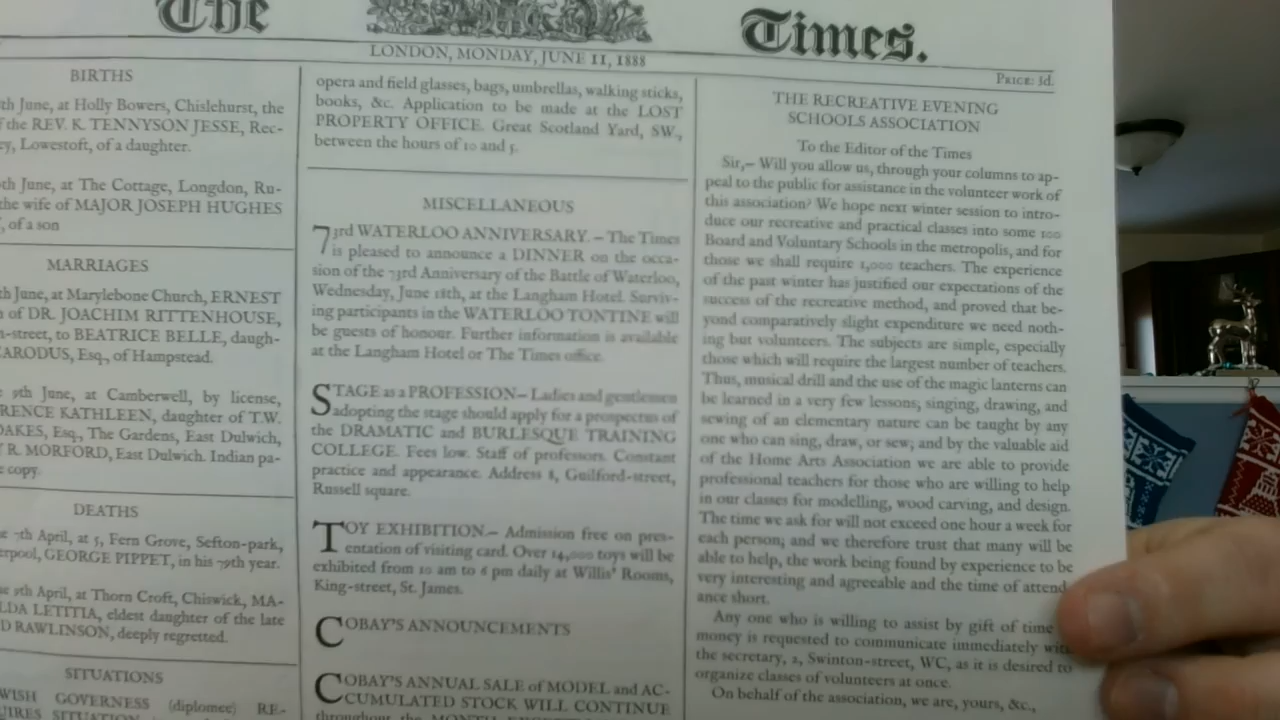 The Times.
LONDON, MONDAY, JUNE 11, 1888
PRICE: 3d.
BIRTHS
th June, at Holly Bowers, Chislehurst, the
f the REV. K. TENNYSON JESSE, Rec-
ey, Lowestoft, of a daughter.
th June, at The Cottage, Longdon, Ru-
the wife of MAJOR JOSEPH HUGHES
, of a son
MARRIAGES
th June, at Marylebone Church, ERNEST
n of DR. JOACHIM RITTENHOUSE,
n-street, to BEATRICE BELLE, daugh-
ARODUS, Esq., of Hampstead.
e 9th June, at Camberwell, by license,
RENCE KATHLEEN, daughter of T.W.
OAKES, Esq., The Gardens, East Dulwich,
R. MORFORD, East Dulwich. Indian pa-
e copy.
DEATHS
e 7th April, at 5, Fern Grove, Sefton-park,
erpool, GEORGE PIPPET, in his 79th year.
e 9th April, at Thorn Croft, Chiswick, MA-
LDA LETITIA, eldest daughter of the late
D RAWLINSON, deeply regretted.
SITUATIONS
WISH GOVERNESS (diplomee) RE-
UIRES SITUATION
opera and field glasses, bags, umbrellas, walking sticks,
books, &c. Application to be made at the LOST
PROPERTY OFFICE. Great Scotland Yard, SW.,
between the hours of 10 and 5.
MISCELLANEOUS
73rd WATERLOO ANNIVERSARY. – The Times
is pleased to announce a DINNER on the occa-
sion of the 73rd Anniversary of the Battle of Waterloo,
Wednesday, June 18th, at the Langham Hotel. Surviv-
ing participants in the WATERLOO TONTINE will
be guests of honour. Further information is available
at the Langham Hotel or The Times office.
STAGE as a PROFESSION– Ladies and gentlemen
adopting the stage should apply for a prospectus of
the DRAMATIC and BURLESQUE TRAINING
COLLEGE. Fees low. Staff of professors. Constant
practice and appearance. Address 8, Guilford-street,
Russell square.
TOY EXHIBITION.– Admission free on pres-
entation of visiting card. Over 14,000 toys will be
exhibited from 10 am to 6 pm daily at Willis' Rooms,
King-street, St. James.
COBAY'S ANNOUNCEMENTS
COBAY'S ANNUAL SALE of MODEL and AC-
CUMULATED STOCK WILL CONTINUE
throughout the MONTH
THE RECREATIVE EVENING
SCHOOLS ASSOCIATION
To the Editor of the Times
Sir,– Will you allow us, through your columns to ap-
peal to the public for assistance in the volunteer work of
this association? We hope next winter session to intro-
duce our recreative and practical classes into some 100
Board and Voluntary Schools in the metropolis, and for
those we shall require 1,000 teachers. The experience
of the past winter has justified our expectations of the
success of the recreative method, and proved that be-
yond comparatively slight expenditure we need noth-
ing but volunteers. The subjects are simple, especially
those which will require the largest number of teachers.
Thus, musical drill and the use of the magic lanterns can
be learned in a very few lessons, singing, drawing, and
sewing of an elementary nature can be taught by any
one who can sing, draw, or sew; and by the valuable aid
of the Home Arts Association we are able to provide
professional teachers for those who are willing to help
in our classes for modelling, wood carving, and design.
The time we ask for will not exceed one hour a week for
each person; and we therefore trust that many will be
able to help, the work being found by experience to be
very interesting and agreeable and the time of attend
ance short.
Any one who is willing to assist by gift of time
money is requested to communicate immediately with
the secretary, 2, Swinton-street, WC, as it is desired to
organize classes of volunteers at once.
On behalf of the association, we are, yours, &c.,